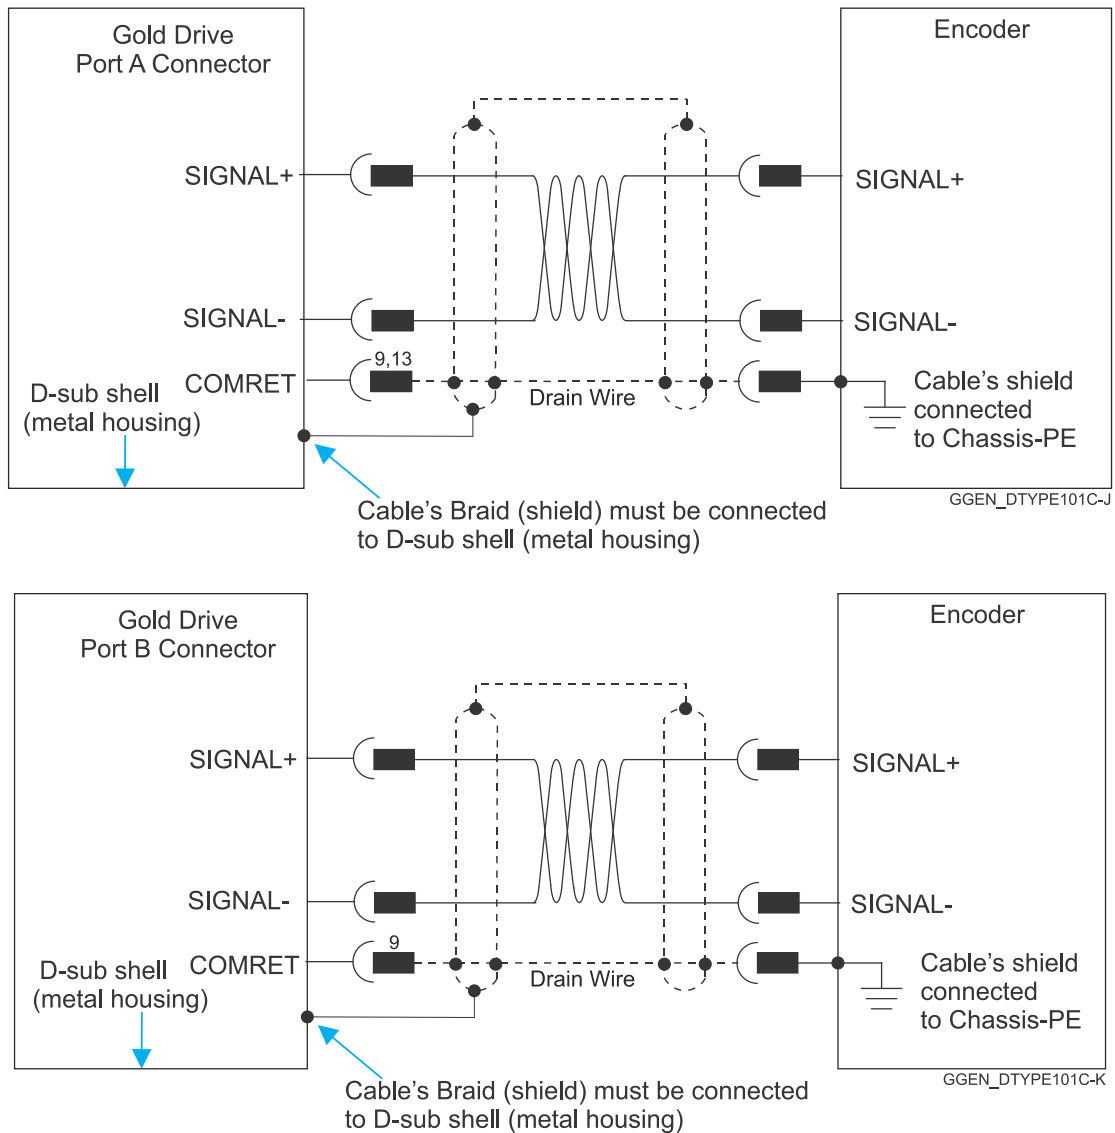 Gold Drive
Port A Connector
Encoder
SIGNAL+
SIGNAL+
SIGNAL-
SIGNAL-
9,13
COMRET
Drain Wire
D-sub shell
(metal housing)
Cable's shield
connected
to Chassis-PE
GGEN_DTYPE101C-J
Cable's Braid (shield) must be connected
to D-sub shell (metal housing)
Gold Drive
Port B Connector
Encoder
SIGNAL+
SIGNAL+
SIGNAL-
SIGNAL-
9
COMRET
Drain Wire
D-sub shell
(metal housing)
Cable's shield
connected
to Chassis-PE
GGEN_DTYPE101C-K
Cable's Braid (shield) must be connected
to D-sub shell (metal housing)